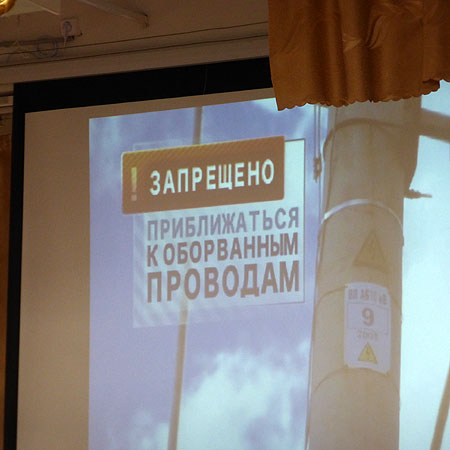 ! ЗАПРЕЩЕНО
ПРИБЛИЖАТЬСЯ
К ОБОРВАННЫМ
ПРОВОДАМ
9